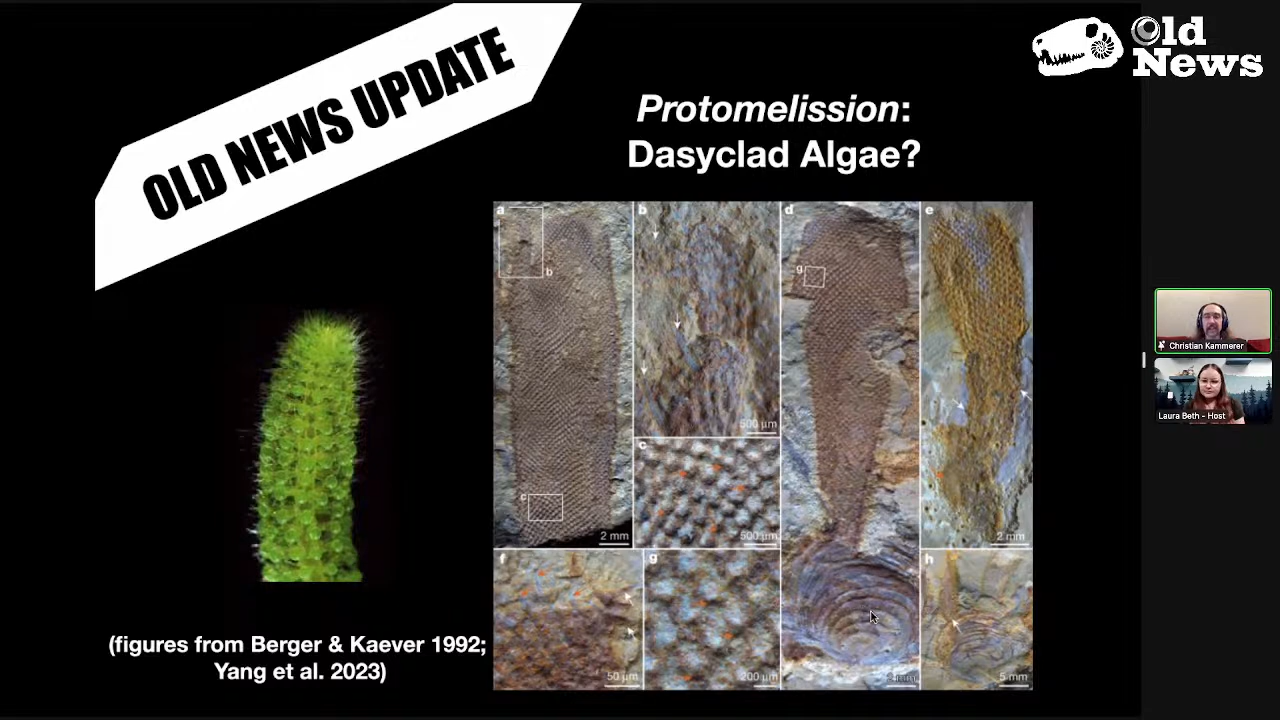 OLD NEWS UPDATE
Old
News
Protomelission:
Dasyclad Algae?
a
b
d
e
b
g
500 µm
c
c
2 mm
500 µm
2 mm
f
g
h
50 µm
200 µm
5 mm
(figures from Berger & Kaever 1992;
Yang et al. 2023)
Christian Kammerer
Laura Beth - Host